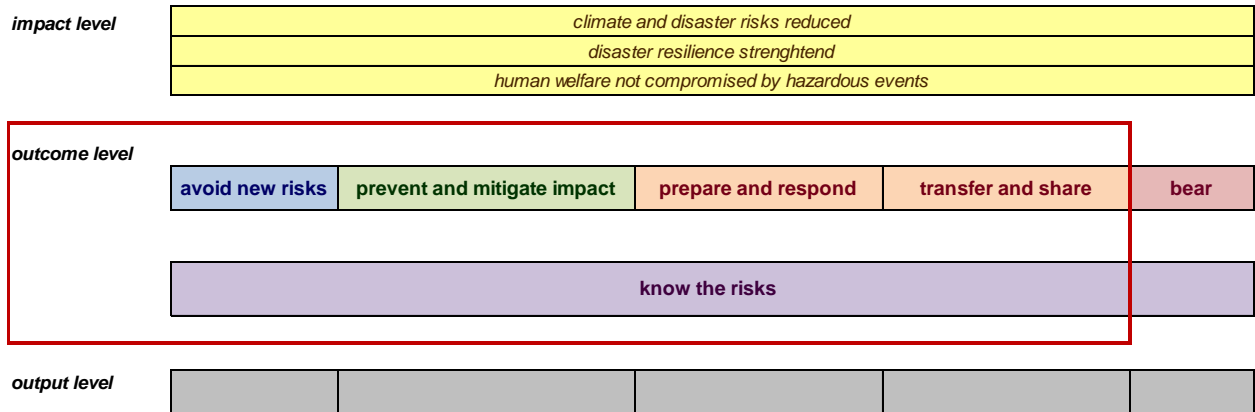 impact level
climate and disaster risks reduced
disaster resilience strenghtend
human welfare not compromised by hazardous events
outcome level
avoid new risks
prevent and mitigate impact
prepare and respond
transfer and share
bear
know the risks
output level